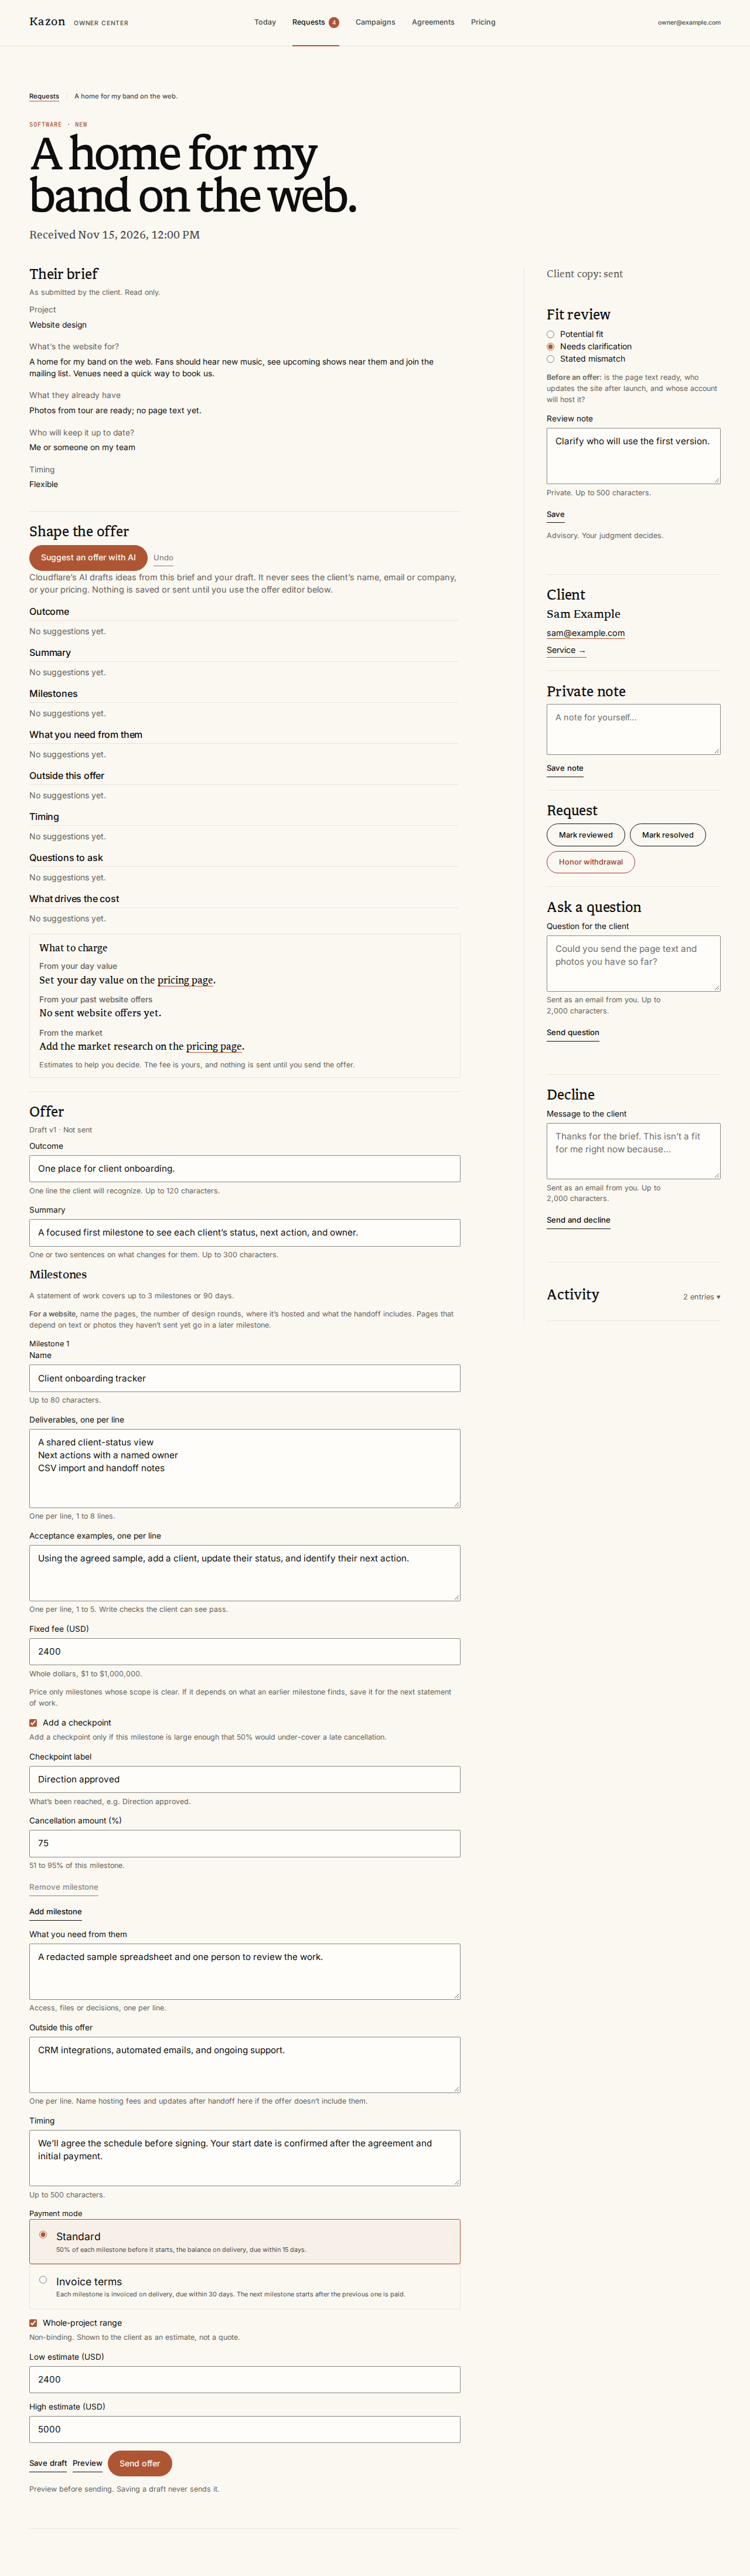 Kazon OWNER CENTER
Today
Requests 4
Campaigns
Agreements
Pricing
owner@example.com
Requests / A home for my band on the web.
SOFTWARE · NEW
A home for my
band on the web.
Received Nov 15, 2026, 12:00 PM
Their brief
As submitted by the client. Read only.
Project
Website design
What's the website for?
A home for my band on the web. Fans should hear new music, see upcoming shows near them and join the
mailing list. Venues need a quick way to book us.
What they already have
Photos from tour are ready; no page text yet.
Who will keep it up to date?
Me or someone on my team
Timing
Flexible
Shape the offer
Suggest an offer with AI
Undo
Cloudflare's AI drafts ideas from this brief and your draft. It never sees the client's name, email or company,
or your pricing. Nothing is saved or sent until you use the offer editor below.
Outcome
No suggestions yet.
Summary
No suggestions yet.
Milestones
No suggestions yet.
What you need from them
No suggestions yet.
Outside this offer
No suggestions yet.
Timing
No suggestions yet.
Questions to ask
No suggestions yet.
What drives the cost
No suggestions yet.
What to charge
From your day value
Set your day value on the pricing page.
From your past website offers
No sent website offers yet.
From the market
Add the market research on the pricing page.
Estimates to help you decide. The fee is yours, and nothing is sent until you send the offer.
Offer
Draft v1 · Not sent
Outcome
One place for client onboarding.
One line the client will recognize. Up to 120 characters.
Summary
A focused first milestone to see each client's status, next action, and owner.
One or two sentences on what changes for them. Up to 300 characters.
Milestones
A statement of work covers up to 3 milestones or 90 days.
For a website, name the pages, the number of design rounds, where it's hosted and what the handoff includes. Pages that
depend on text or photos they haven't sent yet go in a later milestone.
Milestone 1
Name
Client onboarding tracker
Up to 80 characters.
Deliverables, one per line
A shared client-status view
Next actions with a named owner
CSV import and handoff notes
One per line, 1 to 8 lines.
Acceptance examples, one per line
Using the agreed sample, add a client, update their status, and identify their next action.
One per line, 1 to 5. Write checks the client can see pass.
Fixed fee (USD)
2400
Whole dollars, $1 to $1,000,000.
Price only milestones whose scope is clear. If it depends on what an earlier milestone finds, save it for the next statement
of work.
Add a checkpoint
Add a checkpoint only if this milestone is large enough that 50% would under-cover a late cancellation.
Checkpoint label
Direction approved
What's been reached, e.g. Direction approved.
Cancellation amount (%)
75
51 to 95% of this milestone.
Remove milestone
Add milestone
What you need from them
A redacted sample spreadsheet and one person to review the work.
Access, files or decisions, one per line.
Outside this offer
CRM integrations, automated emails, and ongoing support.
One per line. Name hosting fees and updates after handoff here if the offer doesn't include them.
Timing
We'll agree the schedule before signing. Your start date is confirmed after the agreement and
initial payment.
Up to 500 characters.
Payment mode
Standard
50% of each milestone before it starts, the balance on delivery, due within 15 days.
Invoice terms
Each milestone is invoiced on delivery, due within 30 days. The next milestone starts after the previous one is paid.
Whole-project range
Non-binding. Shown to the client as an estimate, not a quote.
Low estimate (USD)
2400
High estimate (USD)
5000
Save draft
Preview
Send offer
Preview before sending. Saving a draft never sends it.
Client copy: sent
Fit review
Potential fit
Needs clarification
Stated mismatch
Before an offer: is the page text ready, who
updates the site after launch, and whose account
will host it?
Review note
Clarify who will use the first version.
Private. Up to 500 characters.
Save
Advisory. Your judgment decides.
Client
Sam Example
sam@example.com
Service →
Private note
A note for yourself...
Save note
Request
Mark reviewed
Mark resolved
Honor withdrawal
Ask a question
Question for the client
Could you send the page text and
photos you have so far?
Sent as an email from you. Up to
2,000 characters.
Send question
Decline
Message to the client
Thanks for the brief. This isn't a fit
for me right now because...
Sent as an email from you. Up to
2,000 characters.
Send and decline
Activity
2 entries ▾